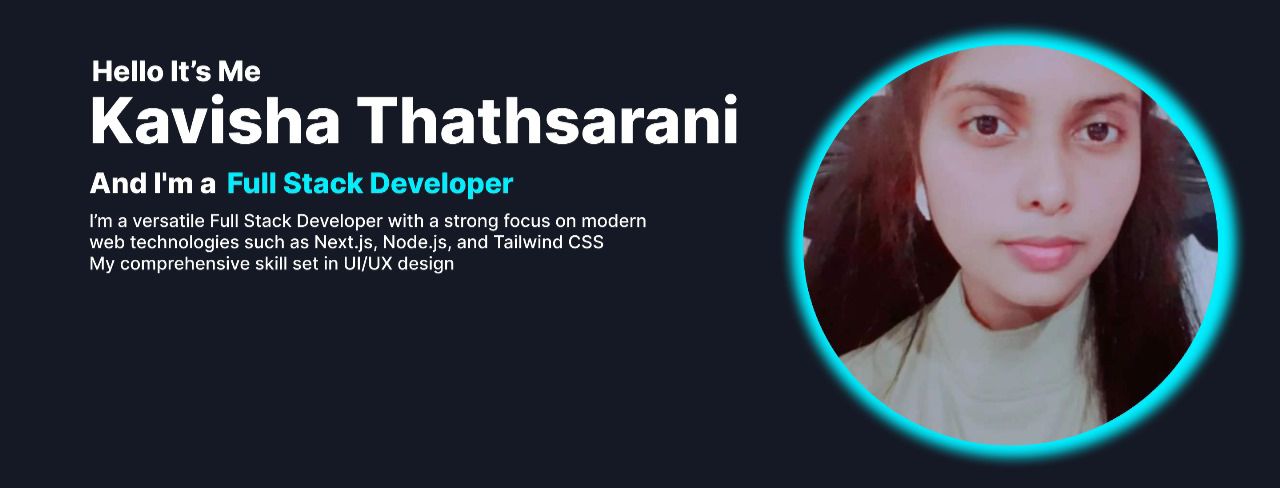 Hello It’s Me
Kavisha Thathsarani
And I'm a Full Stack Developer
I’m a versatile Full Stack Developer with a strong focus on modern
web technologies such as Next.js, Node.js, and Tailwind CSS
My comprehensive skill set in UI/UX design